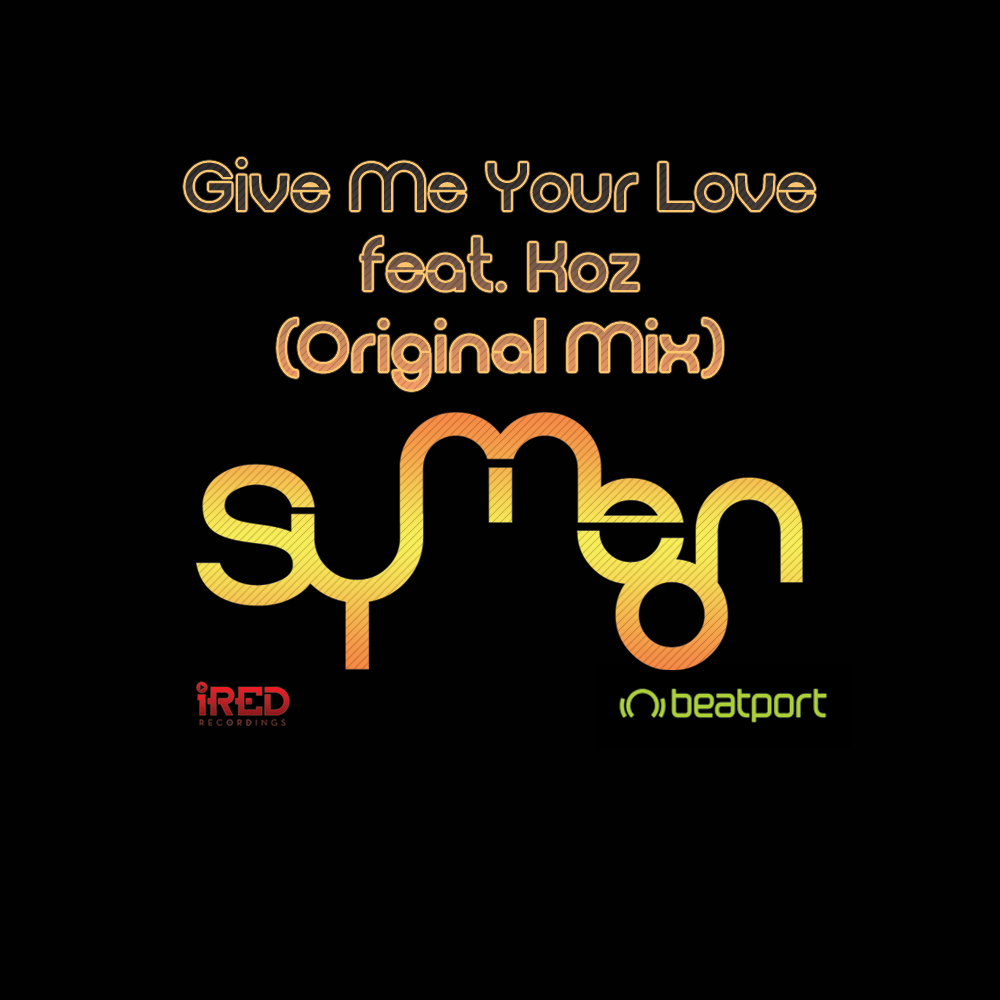 Give Me Your Love
feat. Koz
(Original Mix)
symeon
iRED
RECORDINGS
beatport